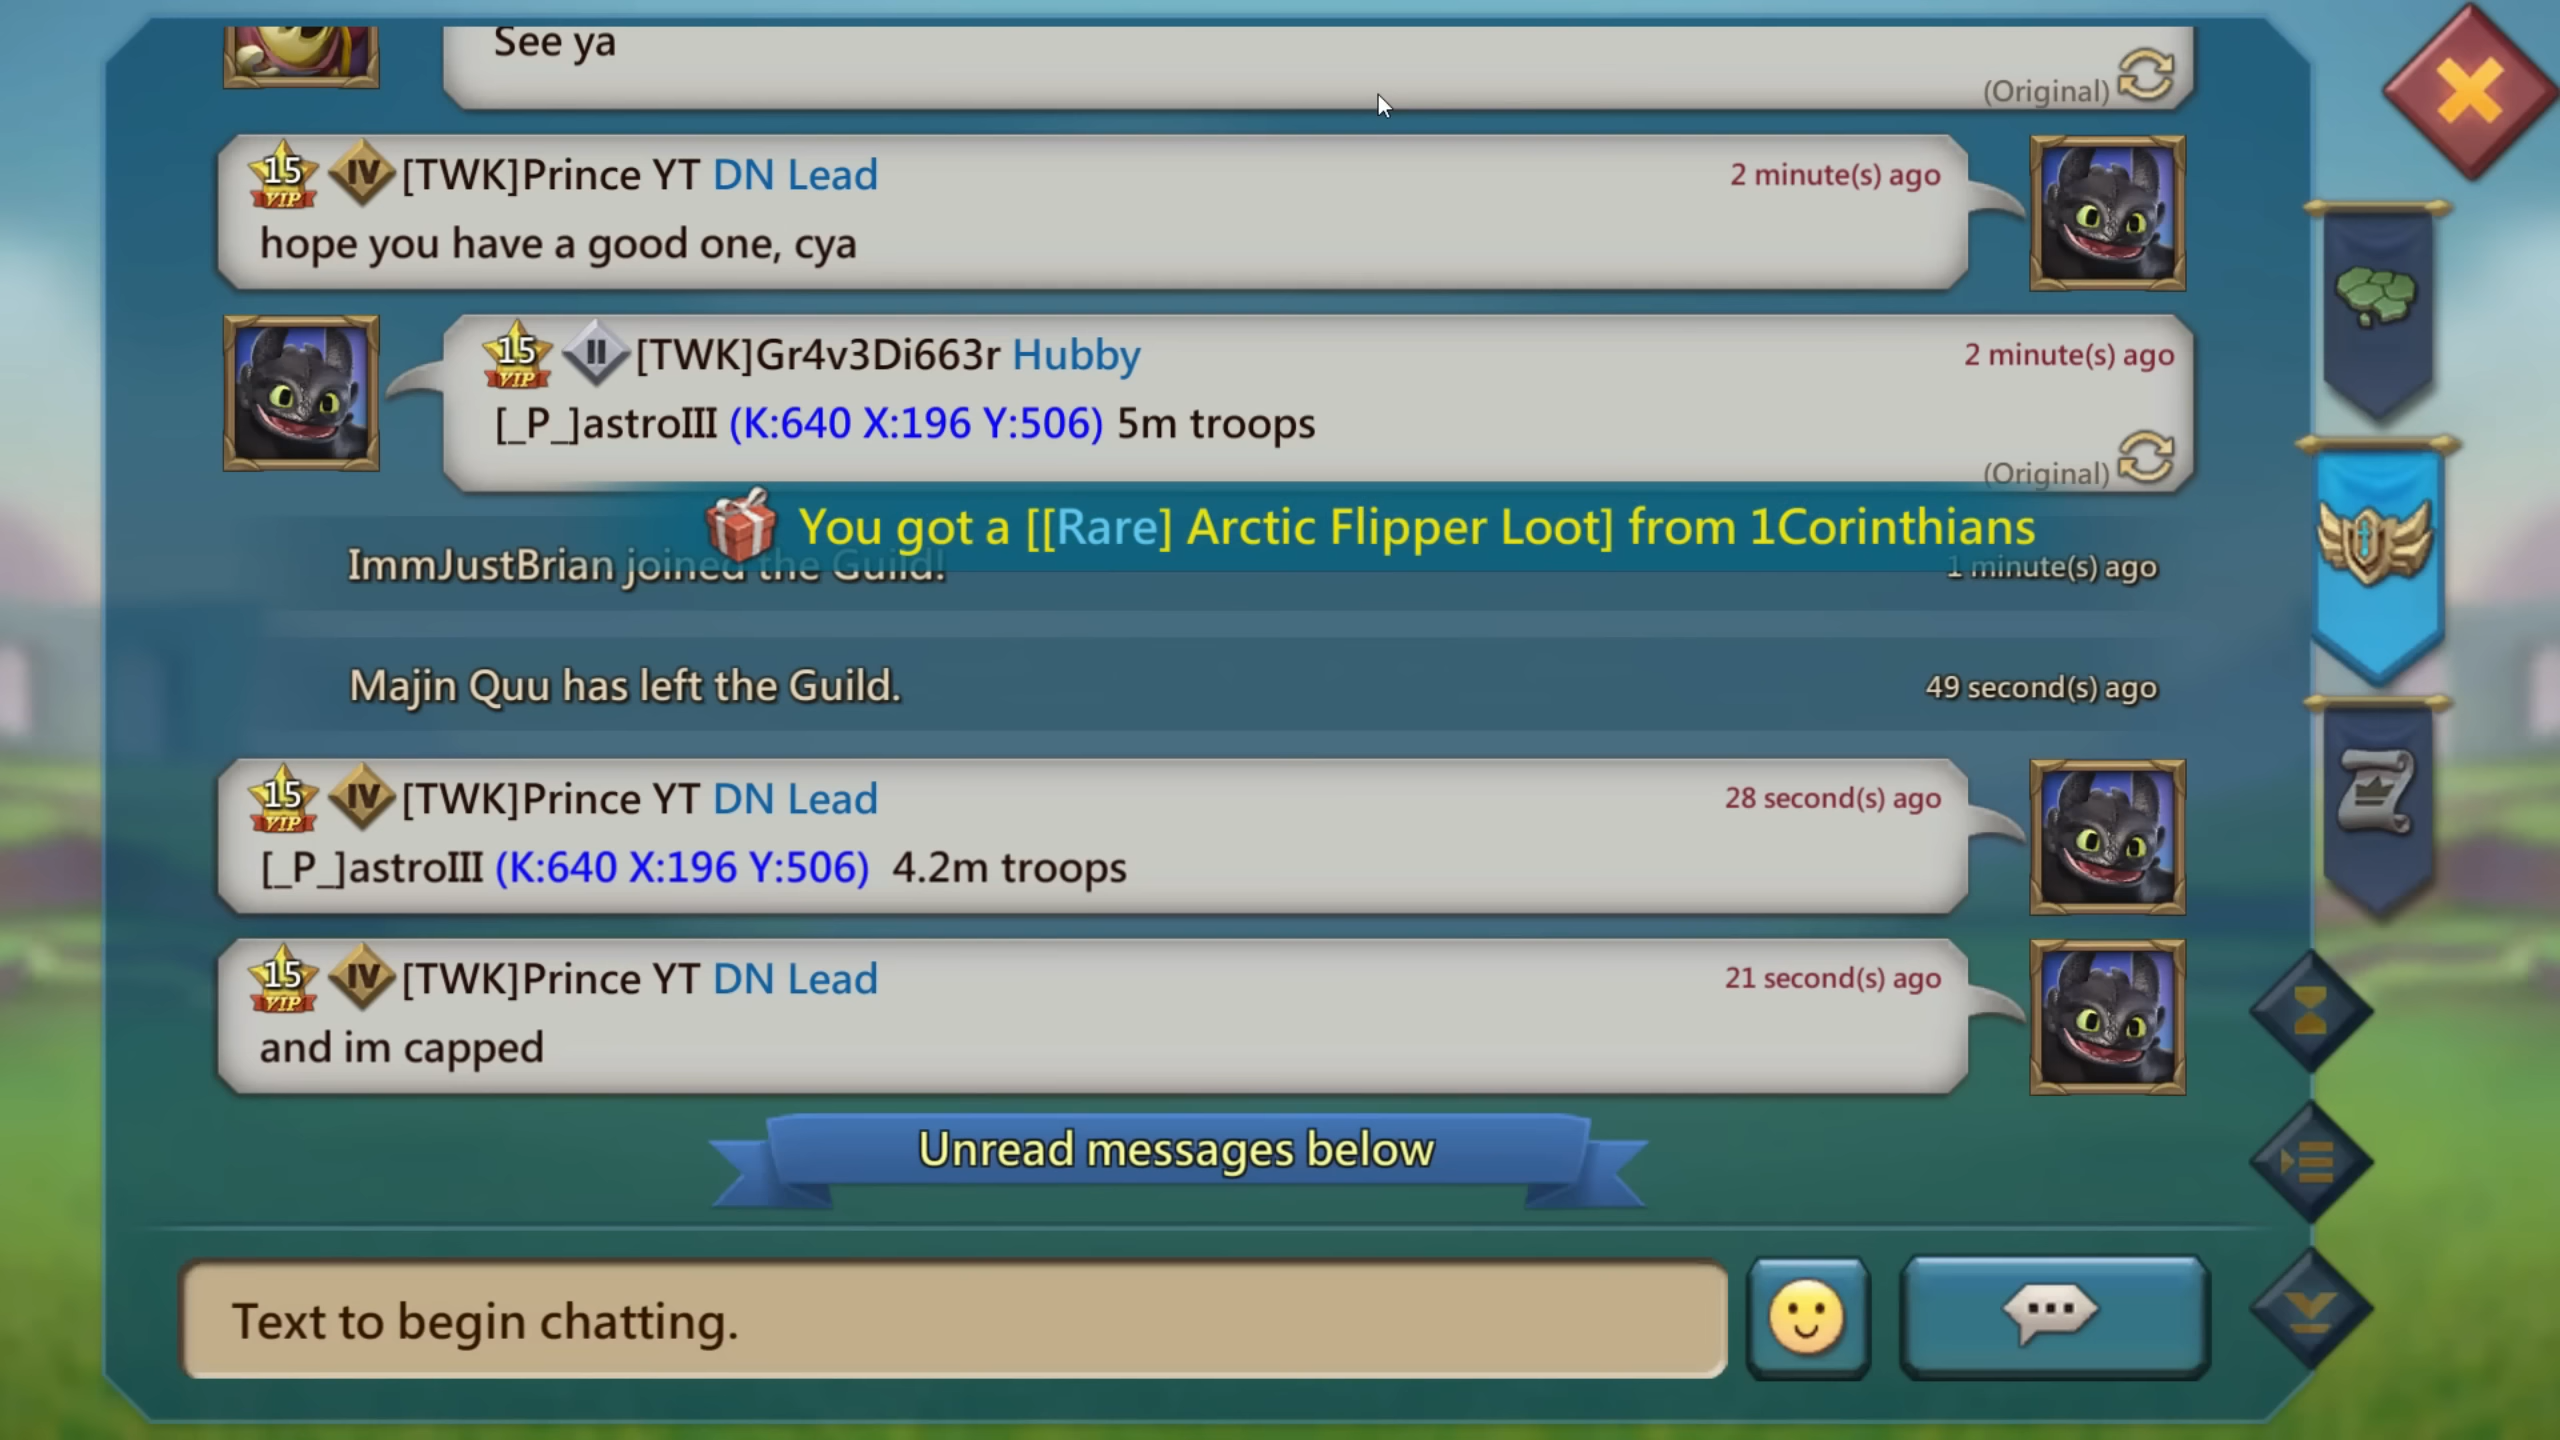 See ya
(Original)
15 VIP IV [TWK]Prince YT DN Lead 2 minute(s) ago
hope you have a good one, cya
15 VIP II [TWK]Gr4v3Di663r Hubby 2 minute(s) ago
[_P_]astroIII (K:640 X:196 Y:506) 5m troops
(Original)
You got a [[Rare] Arctic Flipper Loot] from 1Corinthians
ImmJustBrian joined the Guild! 1 minute(s) ago
Majin Quu has left the Guild. 49 second(s) ago
15 VIP IV [TWK]Prince YT DN Lead 28 second(s) ago
[_P_]astroIII (K:640 X:196 Y:506) 4.2m troops
15 VIP IV [TWK]Prince YT DN Lead 21 second(s) ago
and im capped
Unread messages below
Text to begin chatting.